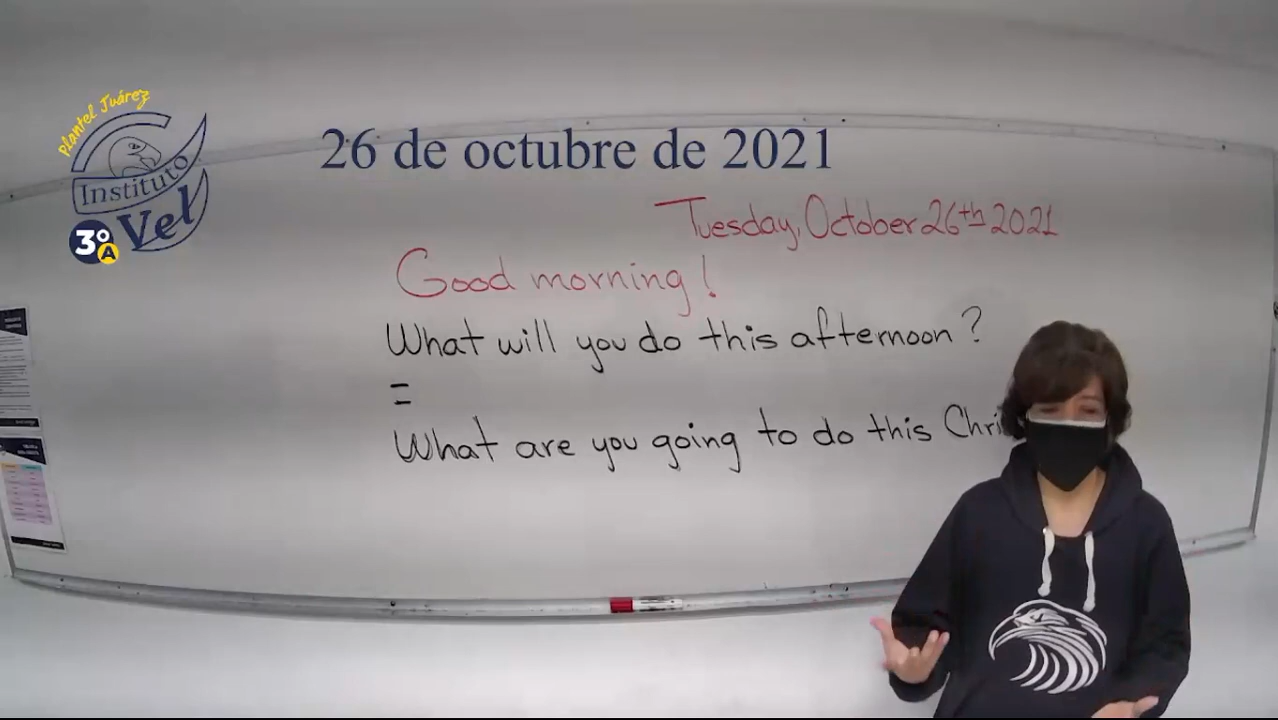 Plantel Juárez
Instituto
Vel
3º
A
26 de octubre de 2021
Tuesday, October 26th 2021
Good morning!
What will you do this afternoon?
=
What are you going to do this